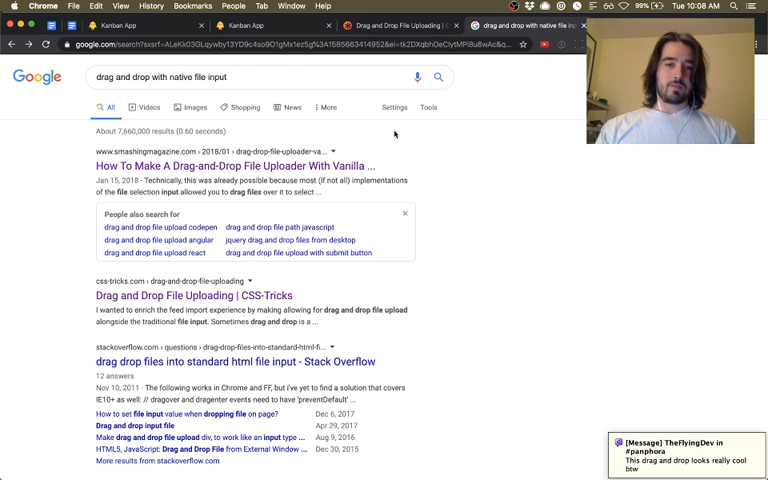 Chrome File Edit View History Bookmarks People Tab Window Help 99% Tue 10:08 AM
Kanban App
Kanban App
Drag and Drop File Uploading | C
drag and drop with native file in
google.com/search?sxsrf=ALeKk03GLqywby13YD9c4so9O1gMx1ez5g%3A1585663414952&ei=tk2DXqbhOeClytMPi8u8wAc&q...
Google
drag and drop with native file input
All Videos Images Shopping News More Settings Tools
About 7,660,000 results (0.60 seconds)
www.smashingmagazine.com › 2018/01 › drag-drop-file-uploader-va...
How To Make A Drag-and-Drop File Uploader With Vanilla ...
Jan 15, 2018 - Technically, this was already possible because most (if not all) implementations
of the file selection input allowed you to drag files over it to select ...
People also search for
drag and drop file upload codepen drag and drop file path javascript
drag and drop file upload angular jquery drag and drop files from desktop
drag and drop file upload react drag and drop file upload with submit button
css-tricks.com › drag-and-drop-file-uploading
Drag and Drop File Uploading | CSS-Tricks
I wanted to enrich the feed import experience by making allowing for drag and drop file upload
alongside the traditional file input. Sometimes drag and drop is a ...
stackoverflow.com › questions › drag-drop-files-into-standard-html-fi...
drag drop files into standard html file input - Stack Overflow
12 answers
Nov 10, 2011 - The following works in Chrome and FF, but i've yet to find a solution that covers
IE10+ as well: // dragover and dragenter events need to have 'preventDefault' ...
How to set file input value when dropping file on page? Dec 6, 2017
Drag and drop input file Apr 29, 2017
Make drag and drop file upload div, to work like an input type ... Aug 9, 2016
HTML5, JavaScript: Drag and Drop File from External Window ... Dec 30, 2015
More results from stackoverflow.com
[Message] TheFlyingDev in
#panphora
This drag and drop looks really cool
btw